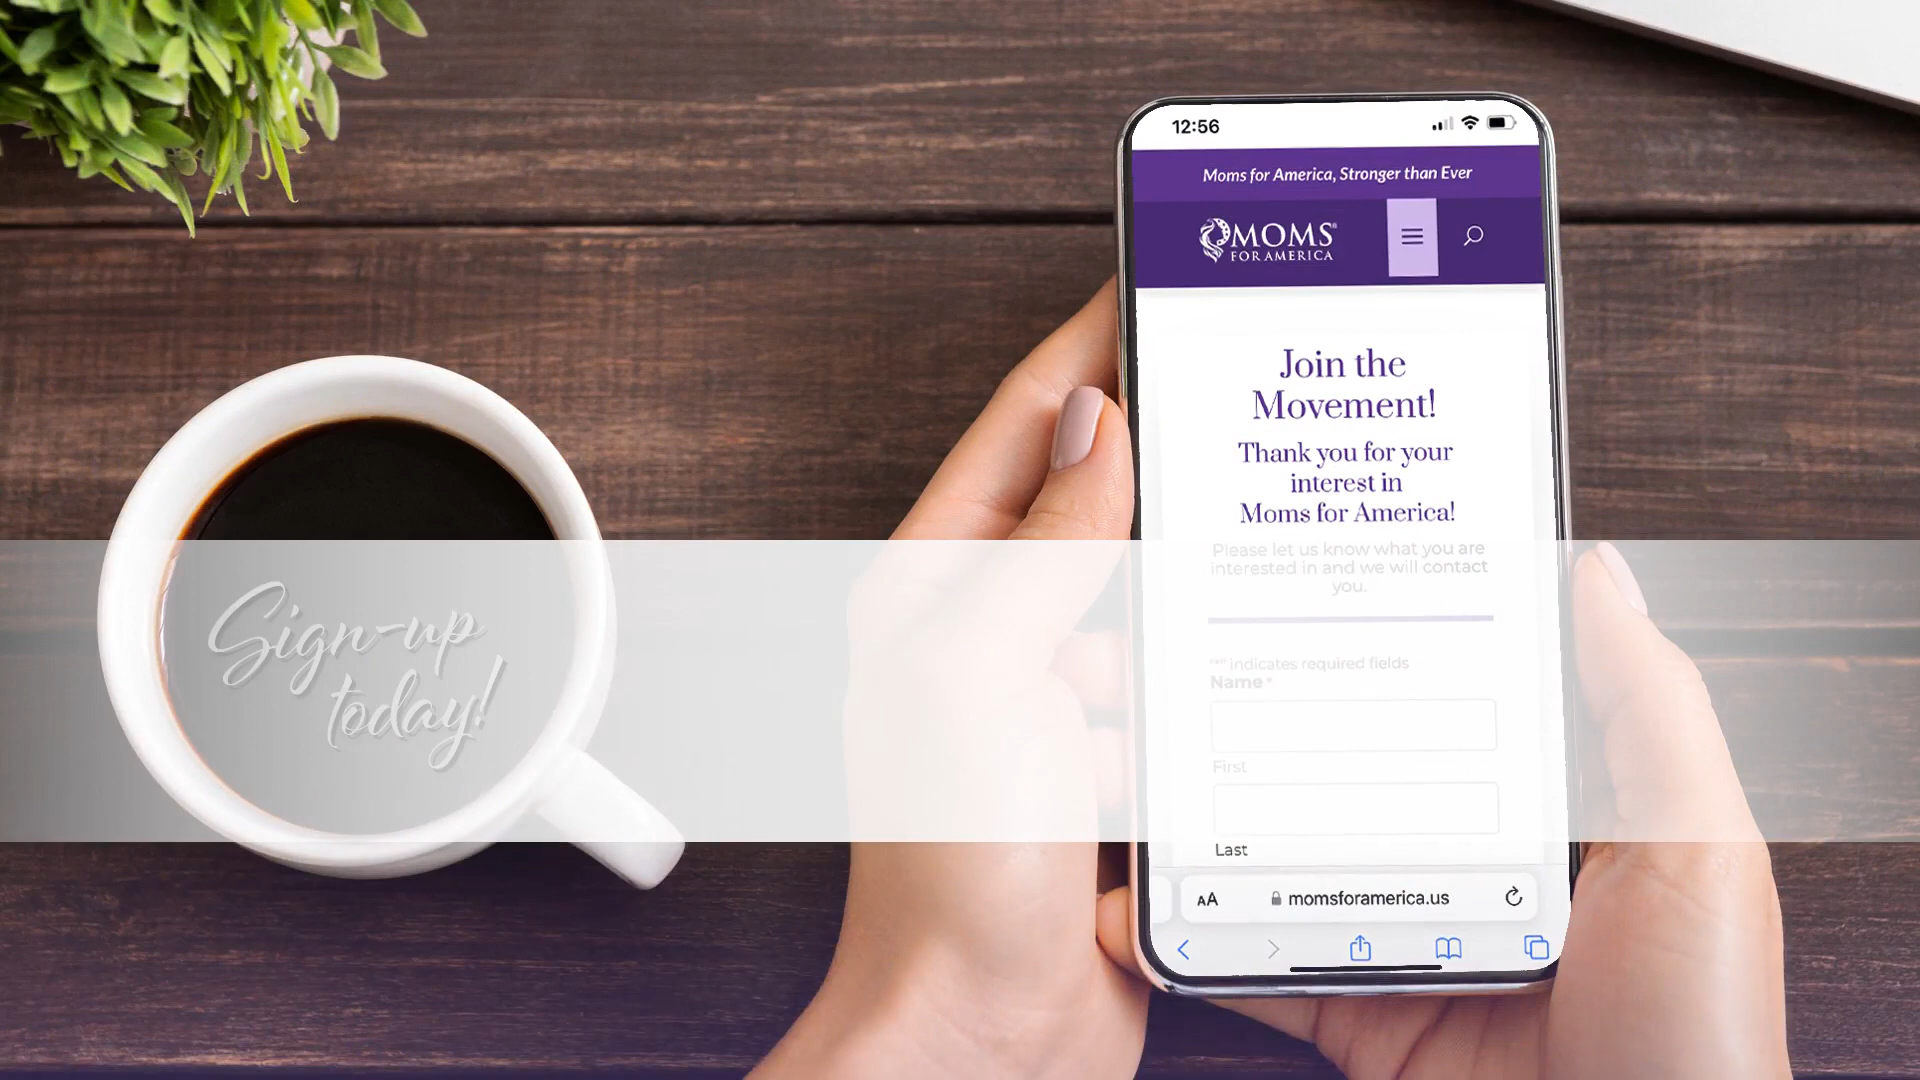 Sign-up
today!
12:56
Moms for America, Stronger than Ever
MOMS®
FOR AMERICA
Join the
Movement!
Thank you for your
interest in
Moms for America!
Please let us know what you are
interested in and we will contact
you.
"*" indicates required fields
Name *
First
Last
AA momsforamerica.us